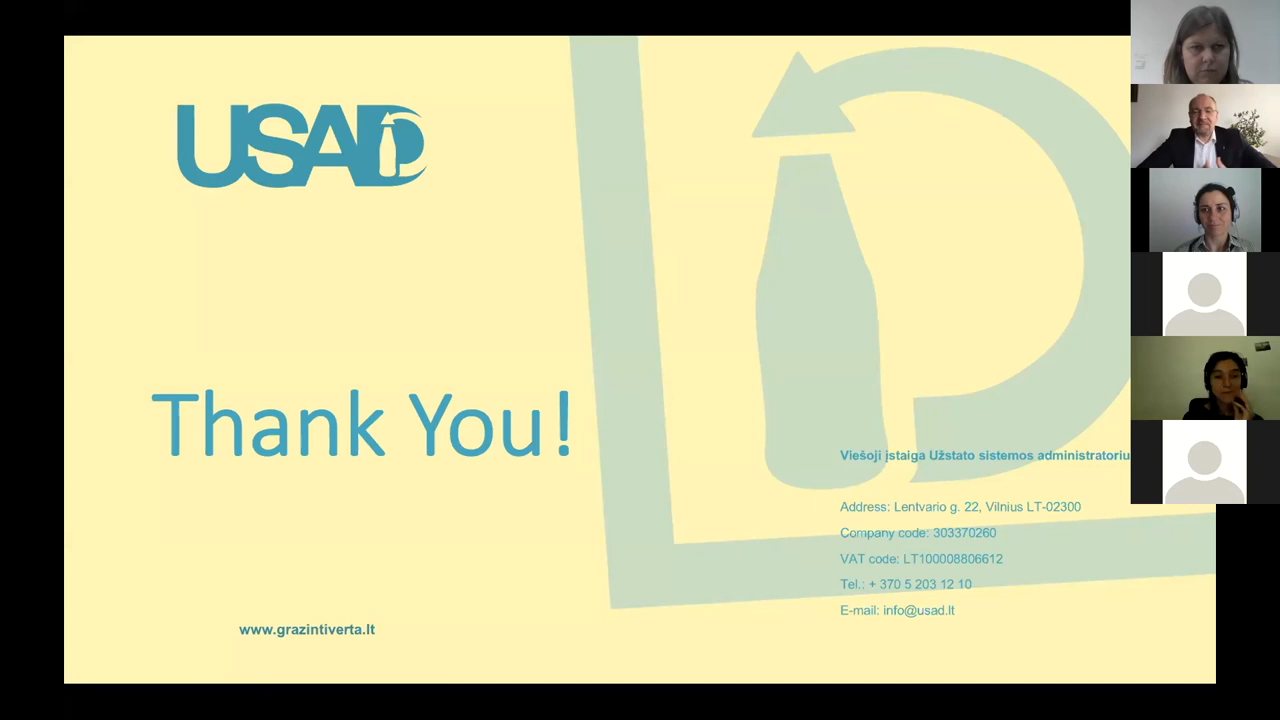 USAD
Thank You!
Viešoji įstaiga Užstato sistemos
Address: Lentvario g. 22, Vilnius LT-02300
Company code: 303370260
VAT code: LT100008806612
Tel.: + 370 5 203 12 10
E-mail: info@usad.lt
www.grazintiverta.lt